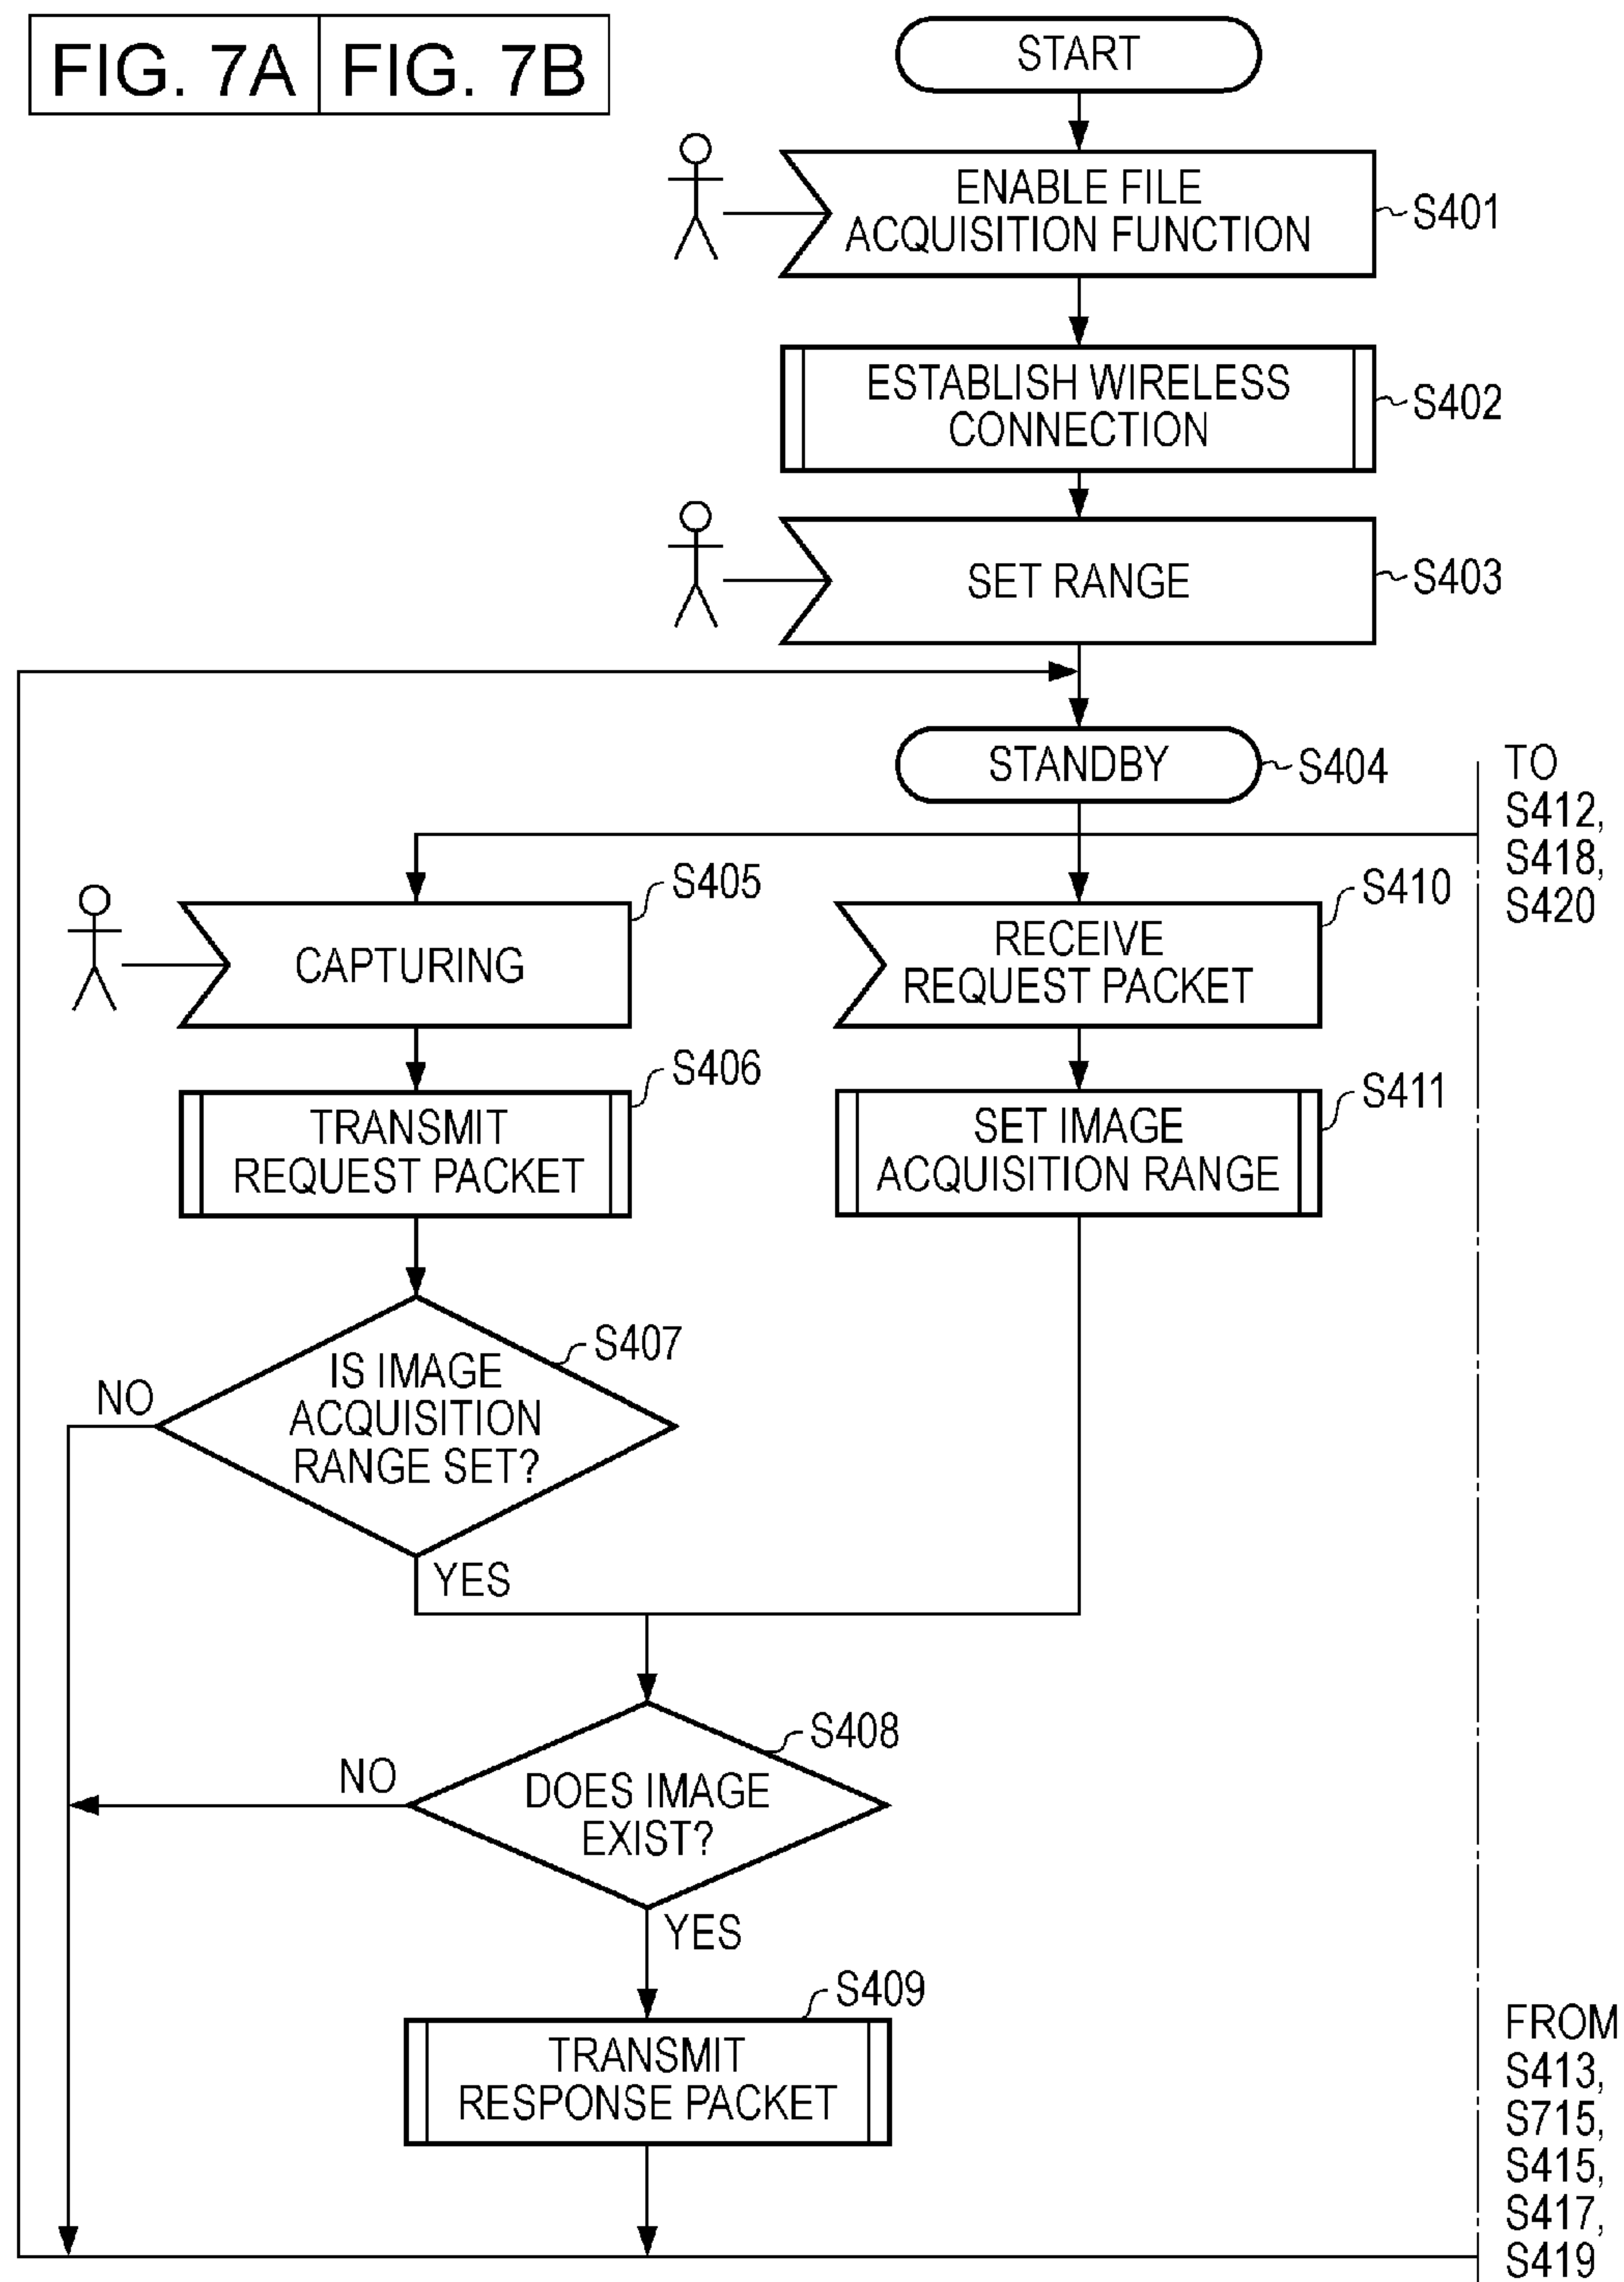 FIG. 7A FIG. 7B
START
ENABLE FILE
ACQUISITION FUNCTION
S401
ESTABLISH WIRELESS
CONNECTION
S402
SET RANGE
S403
STANDBY
S404
TO
S412,
S418,
S420
S405
CAPTURING
S410
RECEIVE
REQUEST PACKET
S406
TRANSMIT
REQUEST PACKET
S411
SET IMAGE
ACQUISITION RANGE
S407
IS IMAGE
ACQUISITION
RANGE SET?
NO
YES
S408
DOES IMAGE
EXIST?
NO
YES
S409
TRANSMIT
RESPONSE PACKET
FROM
S413,
S715,
S415,
S417,
S419